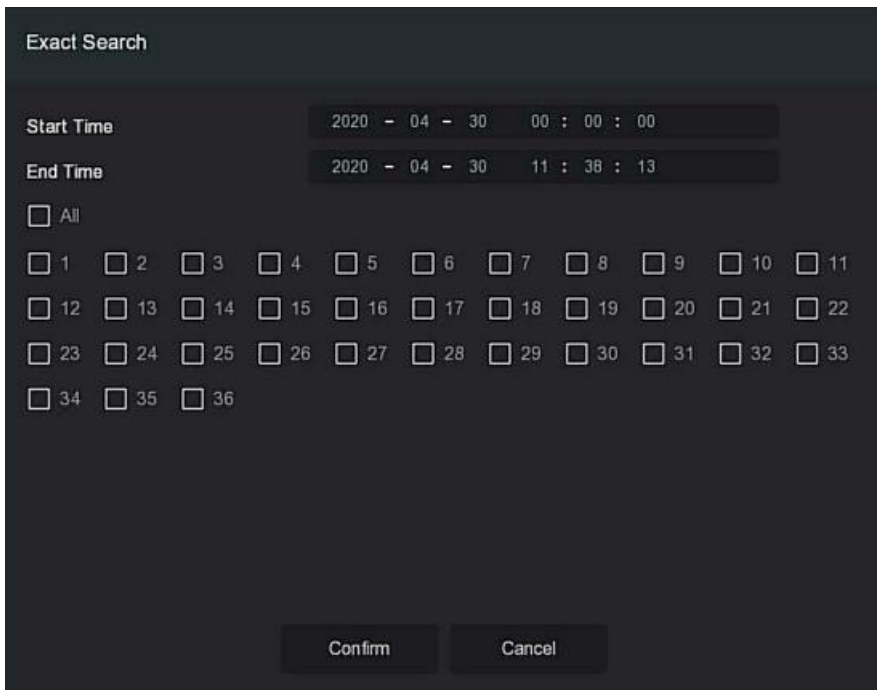 Exact Search
Start Time 2020 - 04 - 30 00 : 00 : 00
End Time 2020 - 04 - 30 11 : 38 : 13
All
1 2 3 4 5 6 7 8 9 10 11
12 13 14 15 16 17 18 19 20 21 22
23 24 25 26 27 28 29 30 31 32 33
34 35 36
Confirm Cancel